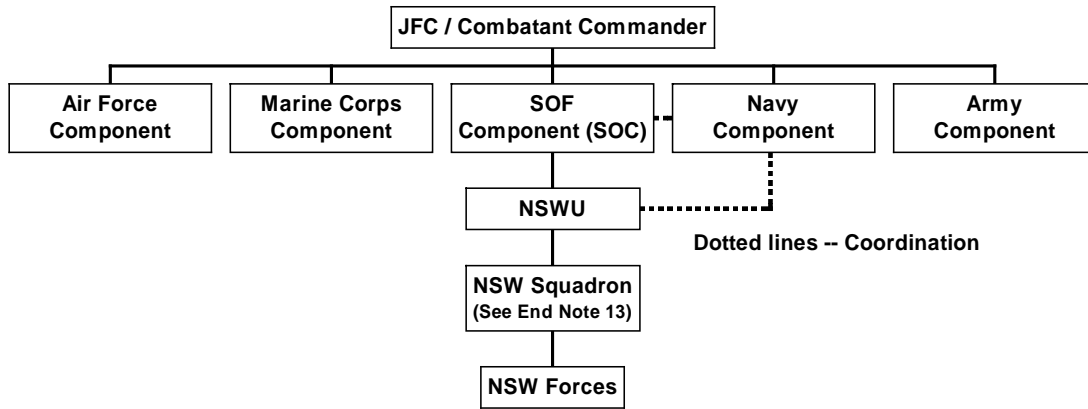 JFC / Combatant Commander
Air Force
Component
Marine Corps
Component
SOF
Component (SOC)
Navy
Component
Army
Component
NSWU
Dotted lines -- Coordination
NSW Squadron
(See End Note 13)
NSW Forces